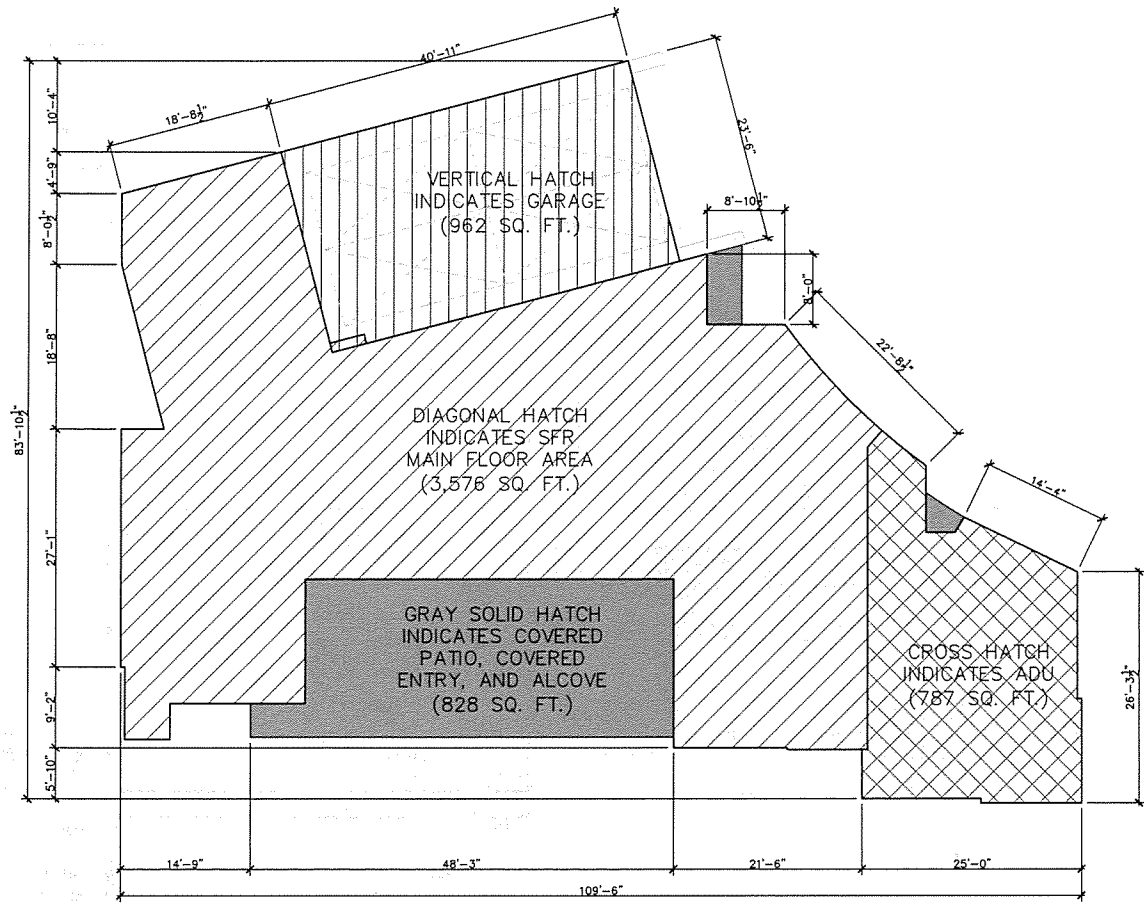 40'-11"
18'-8½"
10'-4"
4'-9"
8'-0½"
18'-8"
83'-10½"
27'-1"
9'-2"
5'-10"
23'-6"
8'-10½"
8'-0"
22'-8½"
14'-4"
26'-3½"
VERTICAL HATCH
INDICATES GARAGE
(962 SQ. FT.)
DIAGONAL HATCH
INDICATES SFR
MAIN FLOOR AREA
(3,576 SQ. FT.)
GRAY SOLID HATCH
INDICATES COVERED
PATIO, COVERED
ENTRY, AND ALCOVE
(828 SQ. FT.)
CROSS HATCH
INDICATES ADU
(787 SQ. FT.)
14'-9"
48'-3"
21'-6"
25'-0"
109'-6"